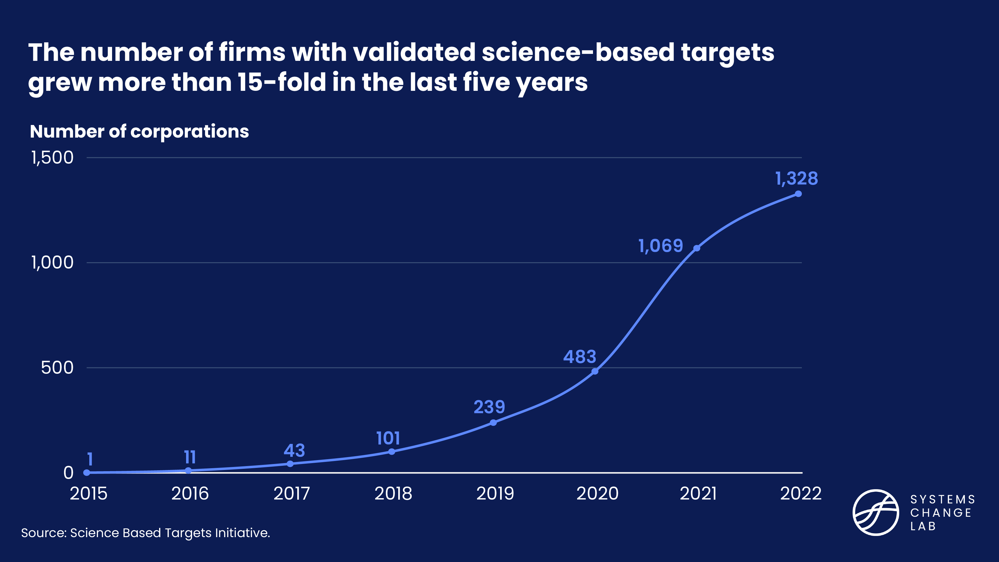 The number of firms with validated science-based targets
grew more than 15-fold in the last five years
Number of corporations
1,500
1,328
1,069
1,000
483
500
239
101
43
11
1
0
2015 2016 2017 2018 2019 2020 2021 2022
SYSTEMS
CHANGE
LAB
Source: Science Based Targets Initiative.